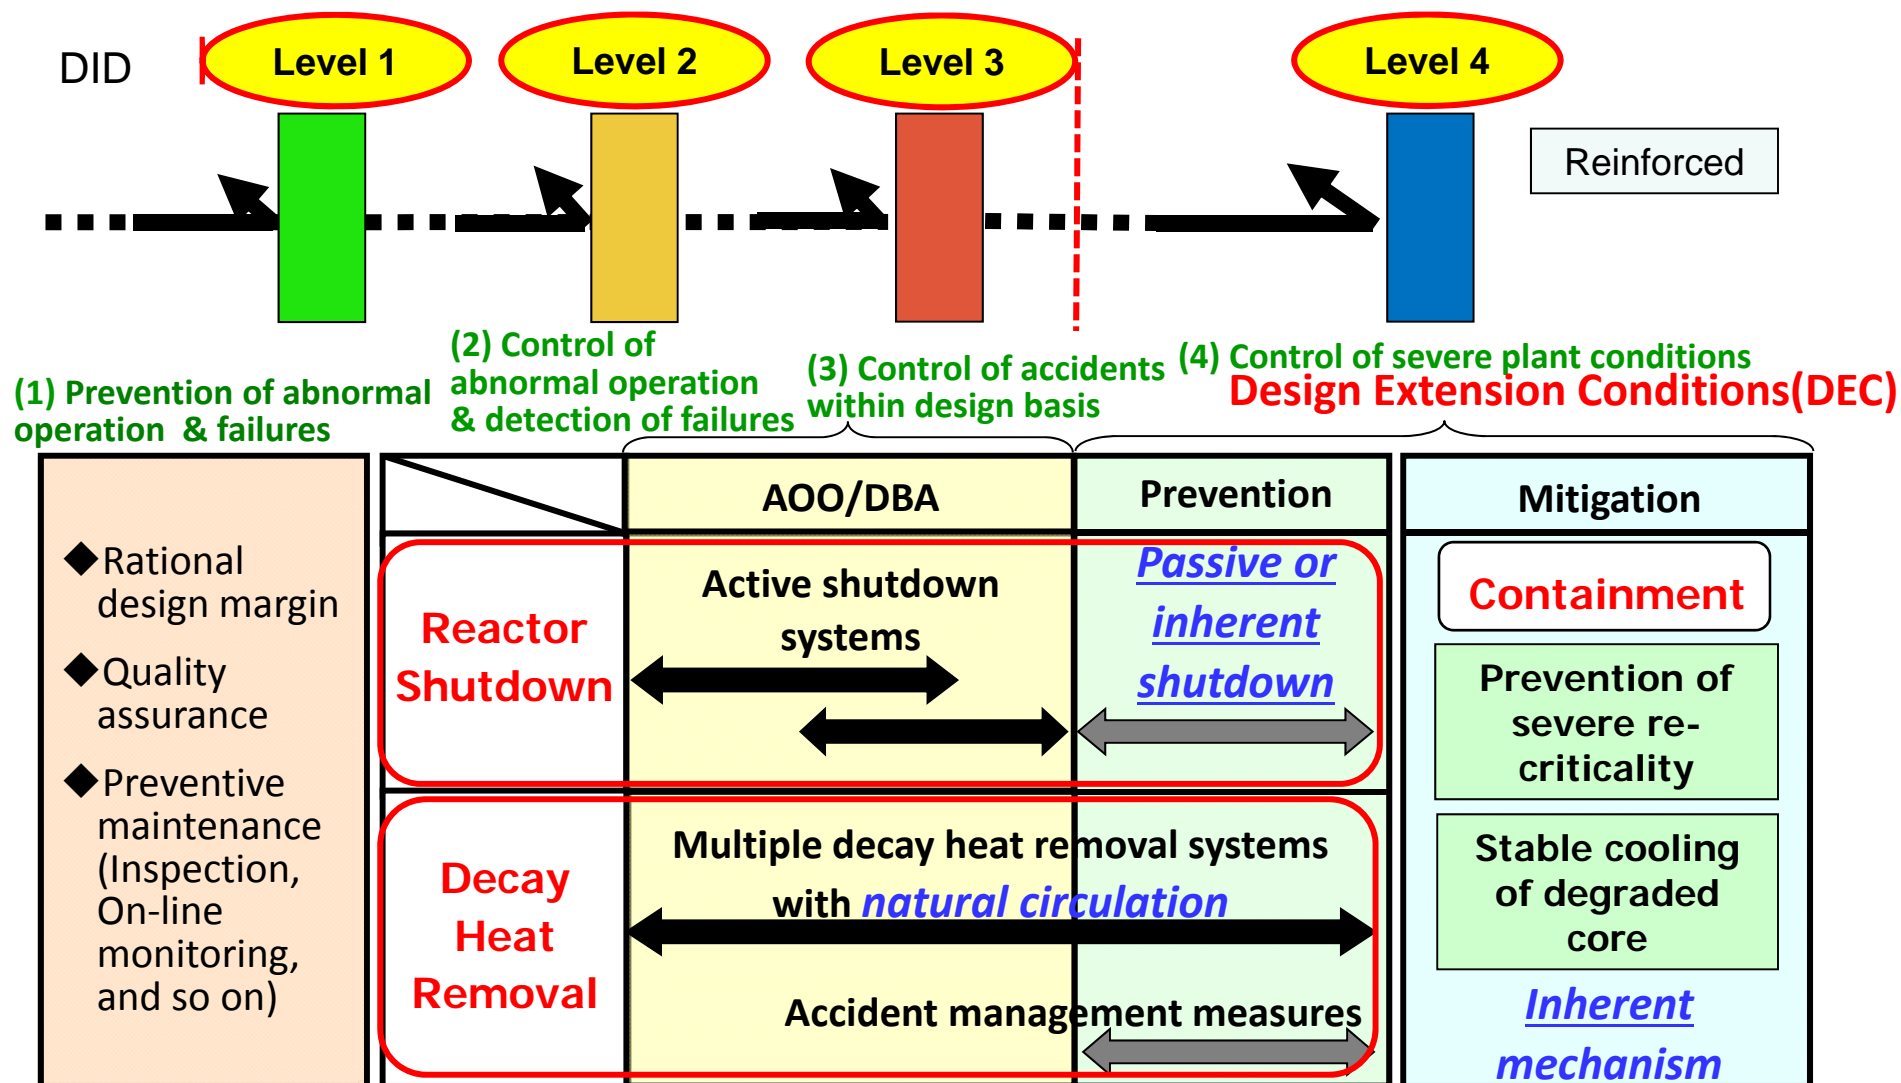 DID
Level 1
Level 2
Level 3
Level 4
Reinforced
(1) Prevention of abnormal
operation & failures
(2) Control of
abnormal operation
& detection of failures
(3) Control of accidents
within design basis
(4) Control of severe plant conditions
Design Extension Conditions(DEC)
◆Rational
design margin
◆Quality
assurance
◆Preventive
maintenance
(Inspection,
On-line
monitoring,
and so on)
AOO/DBA
Prevention
Mitigation
Reactor
Shutdown
Active shutdown
systems
Passive or
inherent
shutdown
Decay
Heat
Removal
Multiple decay heat removal systems
with natural circulation
Accident management measures
Containment
Prevention of
severe re-
criticality
Stable cooling
of degraded
core
Inherent
mechanism